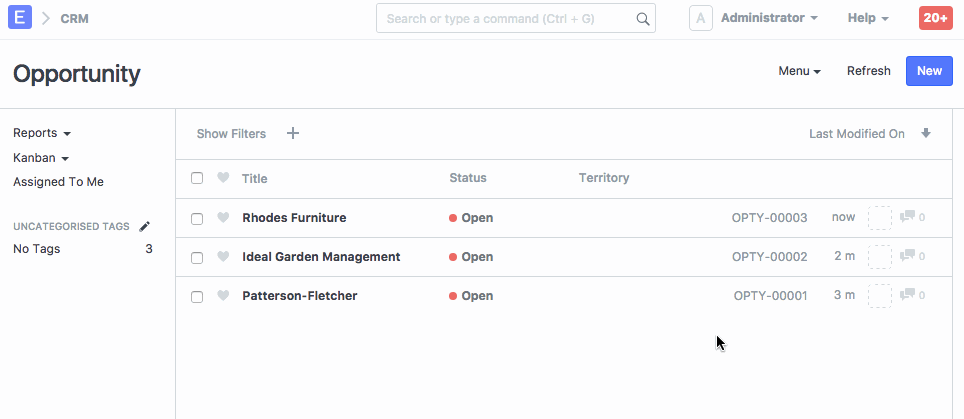 E CRM Search or type a command (Ctrl + G) A Administrator Help 20+
Opportunity Menu Refresh New
Reports
Kanban
Assigned To Me
UNCATEGORISED TAGS
No Tags 3
Show Filters + Last Modified On
Title Status Territory
Rhodes Furniture Open OPTY-00003 now 0
Ideal Garden Management Open OPTY-00002 2 m 0
Patterson-Fletcher Open OPTY-00001 3 m 0